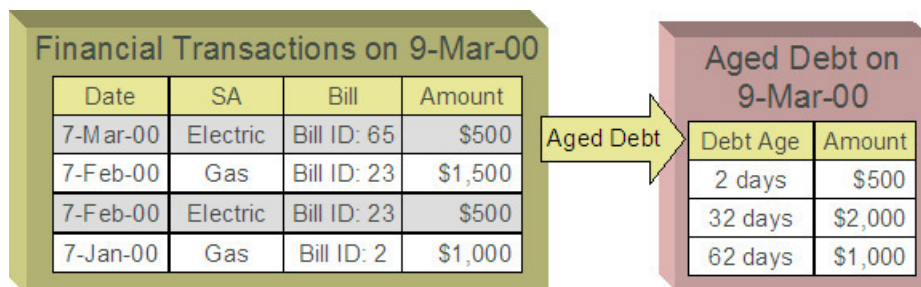 Financial Transactions on 9-Mar-00
Date SA Bill Amount
7-Mar-00 Electric Bill ID: 65 $500
7-Feb-00 Gas Bill ID: 23 $1,500
7-Feb-00 Electric Bill ID: 23 $500
7-Jan-00 Gas Bill ID: 2 $1,000
Aged Debt
Aged Debt on
9-Mar-00
Debt Age Amount
2 days $500
32 days $2,000
62 days $1,000